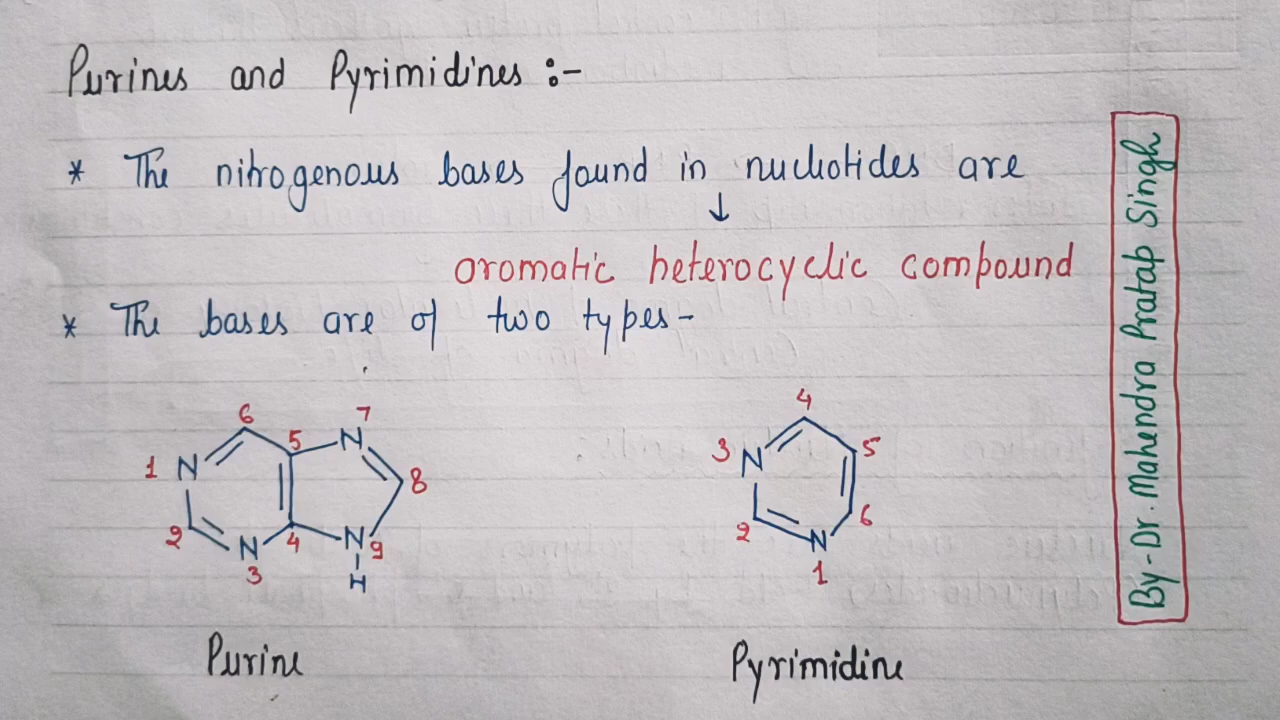 Purines and Pyrimidines :-
* The nitrogenous bases found in nucleotides are
↓
aromatic heterocyclic compound
* The bases are of two types-
6 7
5 N
1 N
8
2 N 4 N 9
3 H
Purine
4
3 N 5
2 6
N
1
Pyrimidine
By-Dr. Mahendra Pratap Singh